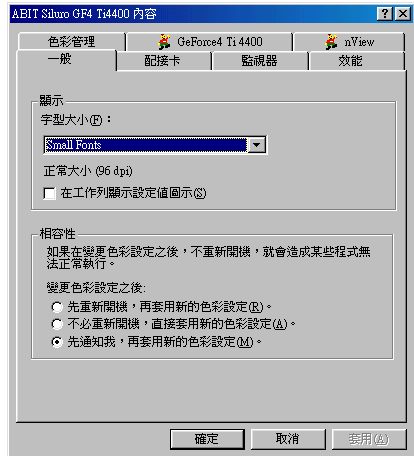 ABIT Siluro GF4 Ti4400 內容
色彩管理
GeForce4 Ti 4400
nView
一般
配接卡
監視器
效能
顯示
字型大小(F)：
Small Fonts
正常大小 (96 dpi)
在工作列顯示設定值圖示(S)
相容性
如果在變更色彩設定之後，不重新開機，就會造成某些程式無
法正常執行。
變更色彩設定之後:
先重新開機，再套用新的色彩設定(R)。
不必重新開機，直接套用新的色彩設定(A)。
先通知我，再套用新的色彩設定(M)。
確定
取消
套用(A)